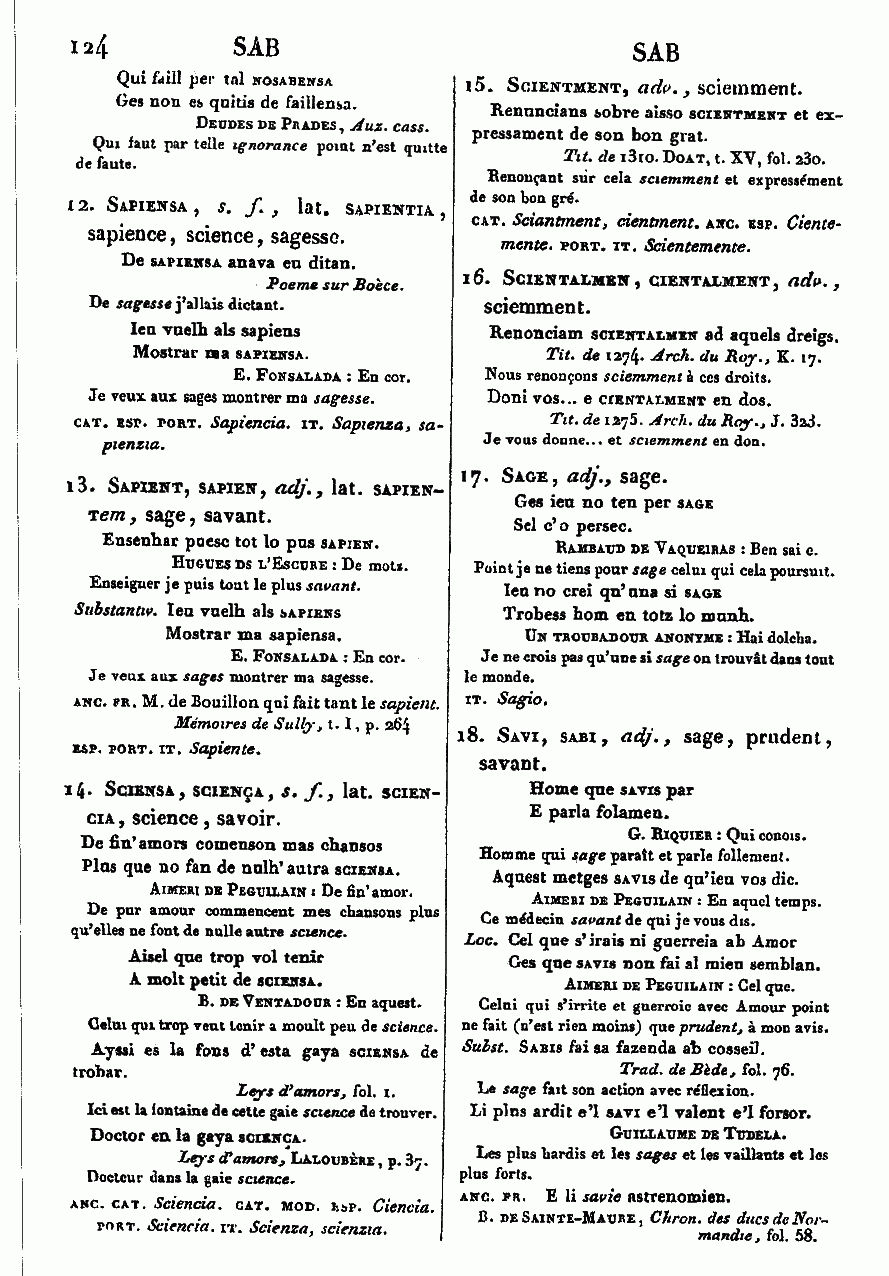 124 SAB SAB
Qui faill per tal NOSABENSA
Ges non es quitis de faillensa.
DEUDES DE PRADES, Aux. cass.
Qui faut par telle ignorance point n'est quitte
de faute.
12. SAPIENSA, s. f., lat. SAPIENTIA,
sapience, science, sagesse.
De SAPIENSA anava en ditan.
Poeme sur Boèce.
De sagesse j'allais dictant.
Ieu vuelh als sapiens
Mostrar ma SAPIENSA.
E. FONSALADA : En cor.
Je veux aux sages montrer ma sagesse.
CAT. ESP. PORT. Sapiencia. IT. Sapienza, sa-
pienzia.
13. SAPIENT, SAPIEN, adj., lat. SAPIEN-
Tem, sage, savant.
Ensenhar puesc tot lo pus SAPIEN.
HUGUES DS L'ESCURE : De mots.
Enseigner je puis tout le plus savant.
Substantiv. Ieu vuelh als SAPIENS
Mostrar ma sapiensa.
E. FONSALADA : En cor.
Je veux aux sages montrer ma sagesse.
ANC. FR. M. de Bouillon qui fait tant le sapient.
Mémoires de Sully, t. I, p. 264
ESP. PORT. IT. Sapiente.
14. SCIENSA, SCIENÇA, s. f., lat. SCIEN-
CIA, science, savoir.
De fin'amors comenson mas chansos
Plus que no fan de nulh'autra SCIENSA.
AIMERI DE PEGUILAIN : De fin'amor.
De pur amour commencent mes chansons plus
qu'elles ne font de nulle autre science.
Aisel que trop vol tenir
A molt petit de SCIENSA.
B. DE VENTADOUR : En aquest.
Celui qui trop veut tenir a moult peu de science.
Ayssi es la fons d'esta gaya SCIENSA de
trobar.
Leys d'amors, fol. 1.
Ici est la fontaine de cette gaie science de trouver.
Doctor en la gaya SCIENÇA.
Leys d'amors, LALOUBÈRE, p. 37.
Docteur dans la gaie science.
ANC. CAT. Sciencia. CAT. MOD. ESP. Ciencia.
PORT. Sciencia. IT. Scienza, scienzia.
15. SCIENTMENT, adv., sciemment.
Renuncians sobre aisso SCIENTMENT et ex-
pressament de son bon grat.
Tit. de 1310. DOAT, t. XV, fol. 230.
Renonçant sur cela sciemment et expressément
de son bon gré.
CAT. Sciantment, cientment. ANC. ESP. Ciente-
mente. PORT. IT. Scientemente.
16. SCIENTALMEN, CIENTALMENT, adv.,
sciemment.
Renonciam SCIENTALMEN ad aquels dreigs.
Tit. de 1274. Arch. du Roy., K. 17.
Nous renonçons sciemment à ces droits.
Doni vos... e CIENTALMENT en dos.
Tit. de 1275. Arch. du Roy., J. 323.
Je vous donne... et sciemment en don.
17. SAGE, adj., sage.
Ges ieu no ten per SAGE
Sel c'o persec.
RAMBAUD DE VAQUEIRAS : Ben sai e.
Point je ne tiens pour sage celui qui cela poursuit.
Ieu no crei qu'una si SAGE
Trobess hom en totz lo munh.
UN TROUBADOUR ANONYME : Hai dolcha.
Je ne crois pas qu'une si sage on trouvât dans tout
le monde.
IT. Sagio.
18. SAVI, SABI, adj., sage, prudent,
savant.
Home que SAVIS par
E parla folamen.
G. RIQUIER : Qui conois.
Homme qui sage paraît et parle follement.
Aquest metges SAVIS de qu'ieu vos dic.
AIMERI DE PEGUILAIN : En aquel temps.
Ce médecin savant de qui je vous dis.
Loc. Cel que s'irais ni guerreia ab Amor
Ges que SAVIS non fai al mieu semblan.
AIMERI DE PEGUILAIN : Cel que.
Celui qui s'irrite et guerroie avec Amour point
ne fait (n'est rien moins) que prudent, à mon avis.
Subst. SABIS fai sa fazenda ab cosseil.
Trad. de Bède, fol. 76.
Le sage fait son action avec réflexion.
Li plus ardit e'l SAVI e'l valent e'l forsor.
GUILLAUME DE TUDELA.
Les plus hardis et les sages et les vaillants et les
plus forts.
ANC. FR. E li savie astrenomien.
B. DE SAINTE-MAURE, Chron. des ducs de Nor-
mandie, fol. 58.